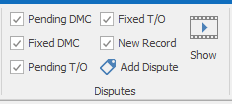 Pending DMC Fixed T/O
Fixed DMC New Record Show
Pending T/O Add Dispute
Disputes